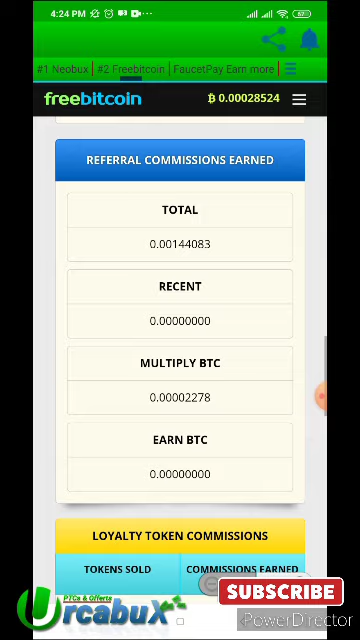 4:24 PM
67
#1 Neobux #2 Freebitcoin FaucetPay Earn more
freebitcoin ₿ 0.00028524
REFERRAL COMMISSIONS EARNED
TOTAL
0.00144083
RECENT
0.00000000
MULTIPLY BTC
0.00002278
EARN BTC
0.00000000
LOYALTY TOKEN COMMISSIONS
TOKENS SOLD COMMISSIONS EARNED
PTCs & Offerts
UrcabuX
SUBSCRIBE
PowerDirector